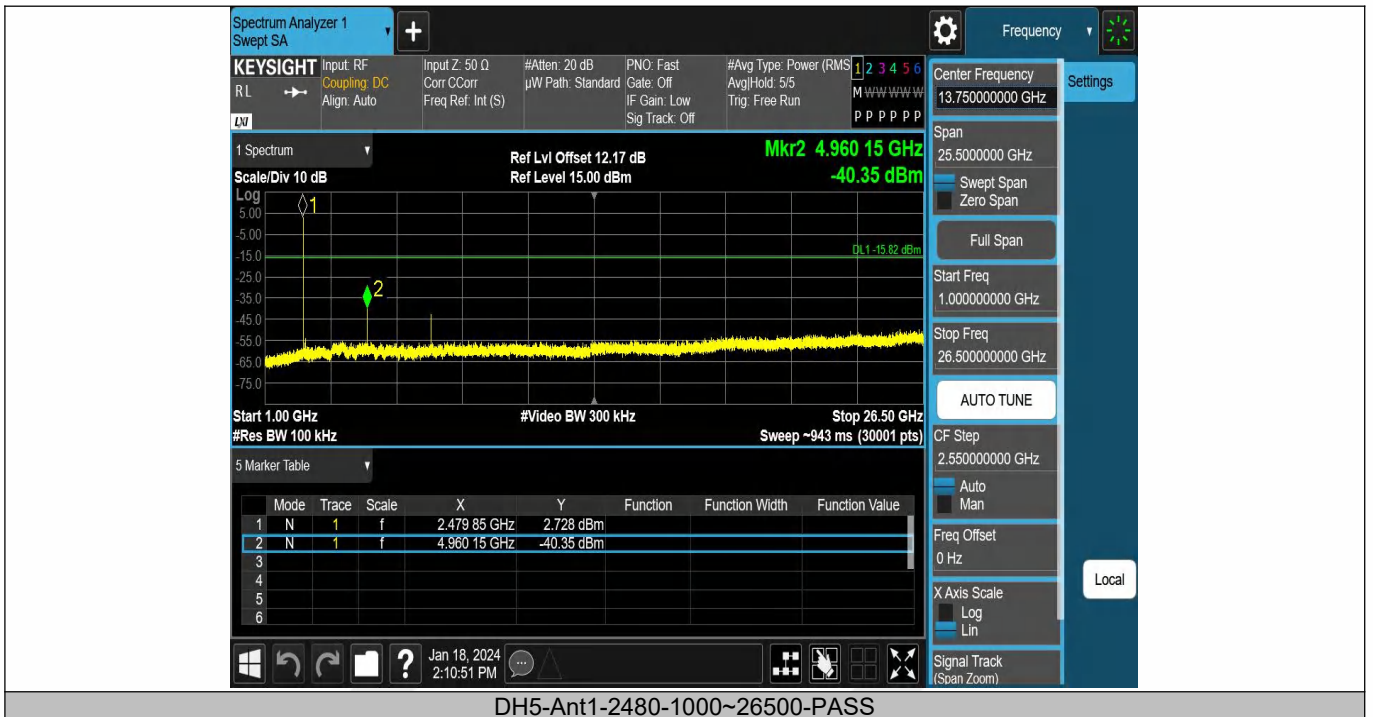 Spectrum Analyzer 1
Swept SA
+
Frequency
KEYSIGHT
RL
LXI
Input: RF
Coupling: DC
Align: Auto
Input Z: 50 Ω
Corr CCorr
Freq Ref: Int (S)
#Atten: 20 dB
µW Path: Standard
PNO: Fast
Gate: Off
IF Gain: Low
Sig Track: Off
#Avg Type: Power (RMS
Avg|Hold: 5/5
Trig: Free Run
1 2 3 4 5 6
M W W W W W
P P P P P P
Center Frequency
13.750000000 GHz
Settings
Span
25.5000000 GHz
Swept Span
Zero Span
Full Span
Start Freq
1.000000000 GHz
Stop Freq
26.500000000 GHz
AUTO TUNE
CF Step
2.550000000 GHz
Auto
Man
Freq Offset
0 Hz
X Axis Scale
Log
Lin
Signal Track
(Span Zoom)
Local
1 Spectrum
Scale/Div 10 dB
Ref Lvl Offset 12.17 dB
Ref Level 15.00 dBm
Mkr2 4.960 15 GHz
-40.35 dBm
Log
5.00
-5.00
-15.0
-25.0
-35.0
-45.0
-55.0
-65.0
-75.0
1
2
DL1 -15.82 dBm
Start 1.00 GHz
#Res BW 100 kHz
#Video BW 300 kHz
Stop 26.50 GHz
Sweep ~943 ms (30001 pts)
5 Marker Table
Mode Trace Scale X Y Function Function Width Function Value
1 N 1 f 2.479 85 GHz 2.728 dBm
2 N 1 f 4.960 15 GHz -40.35 dBm
3
4
5
6
?
Jan 18, 2024
2:10:51 PM
DH5-Ant1-2480-1000~26500-PASS